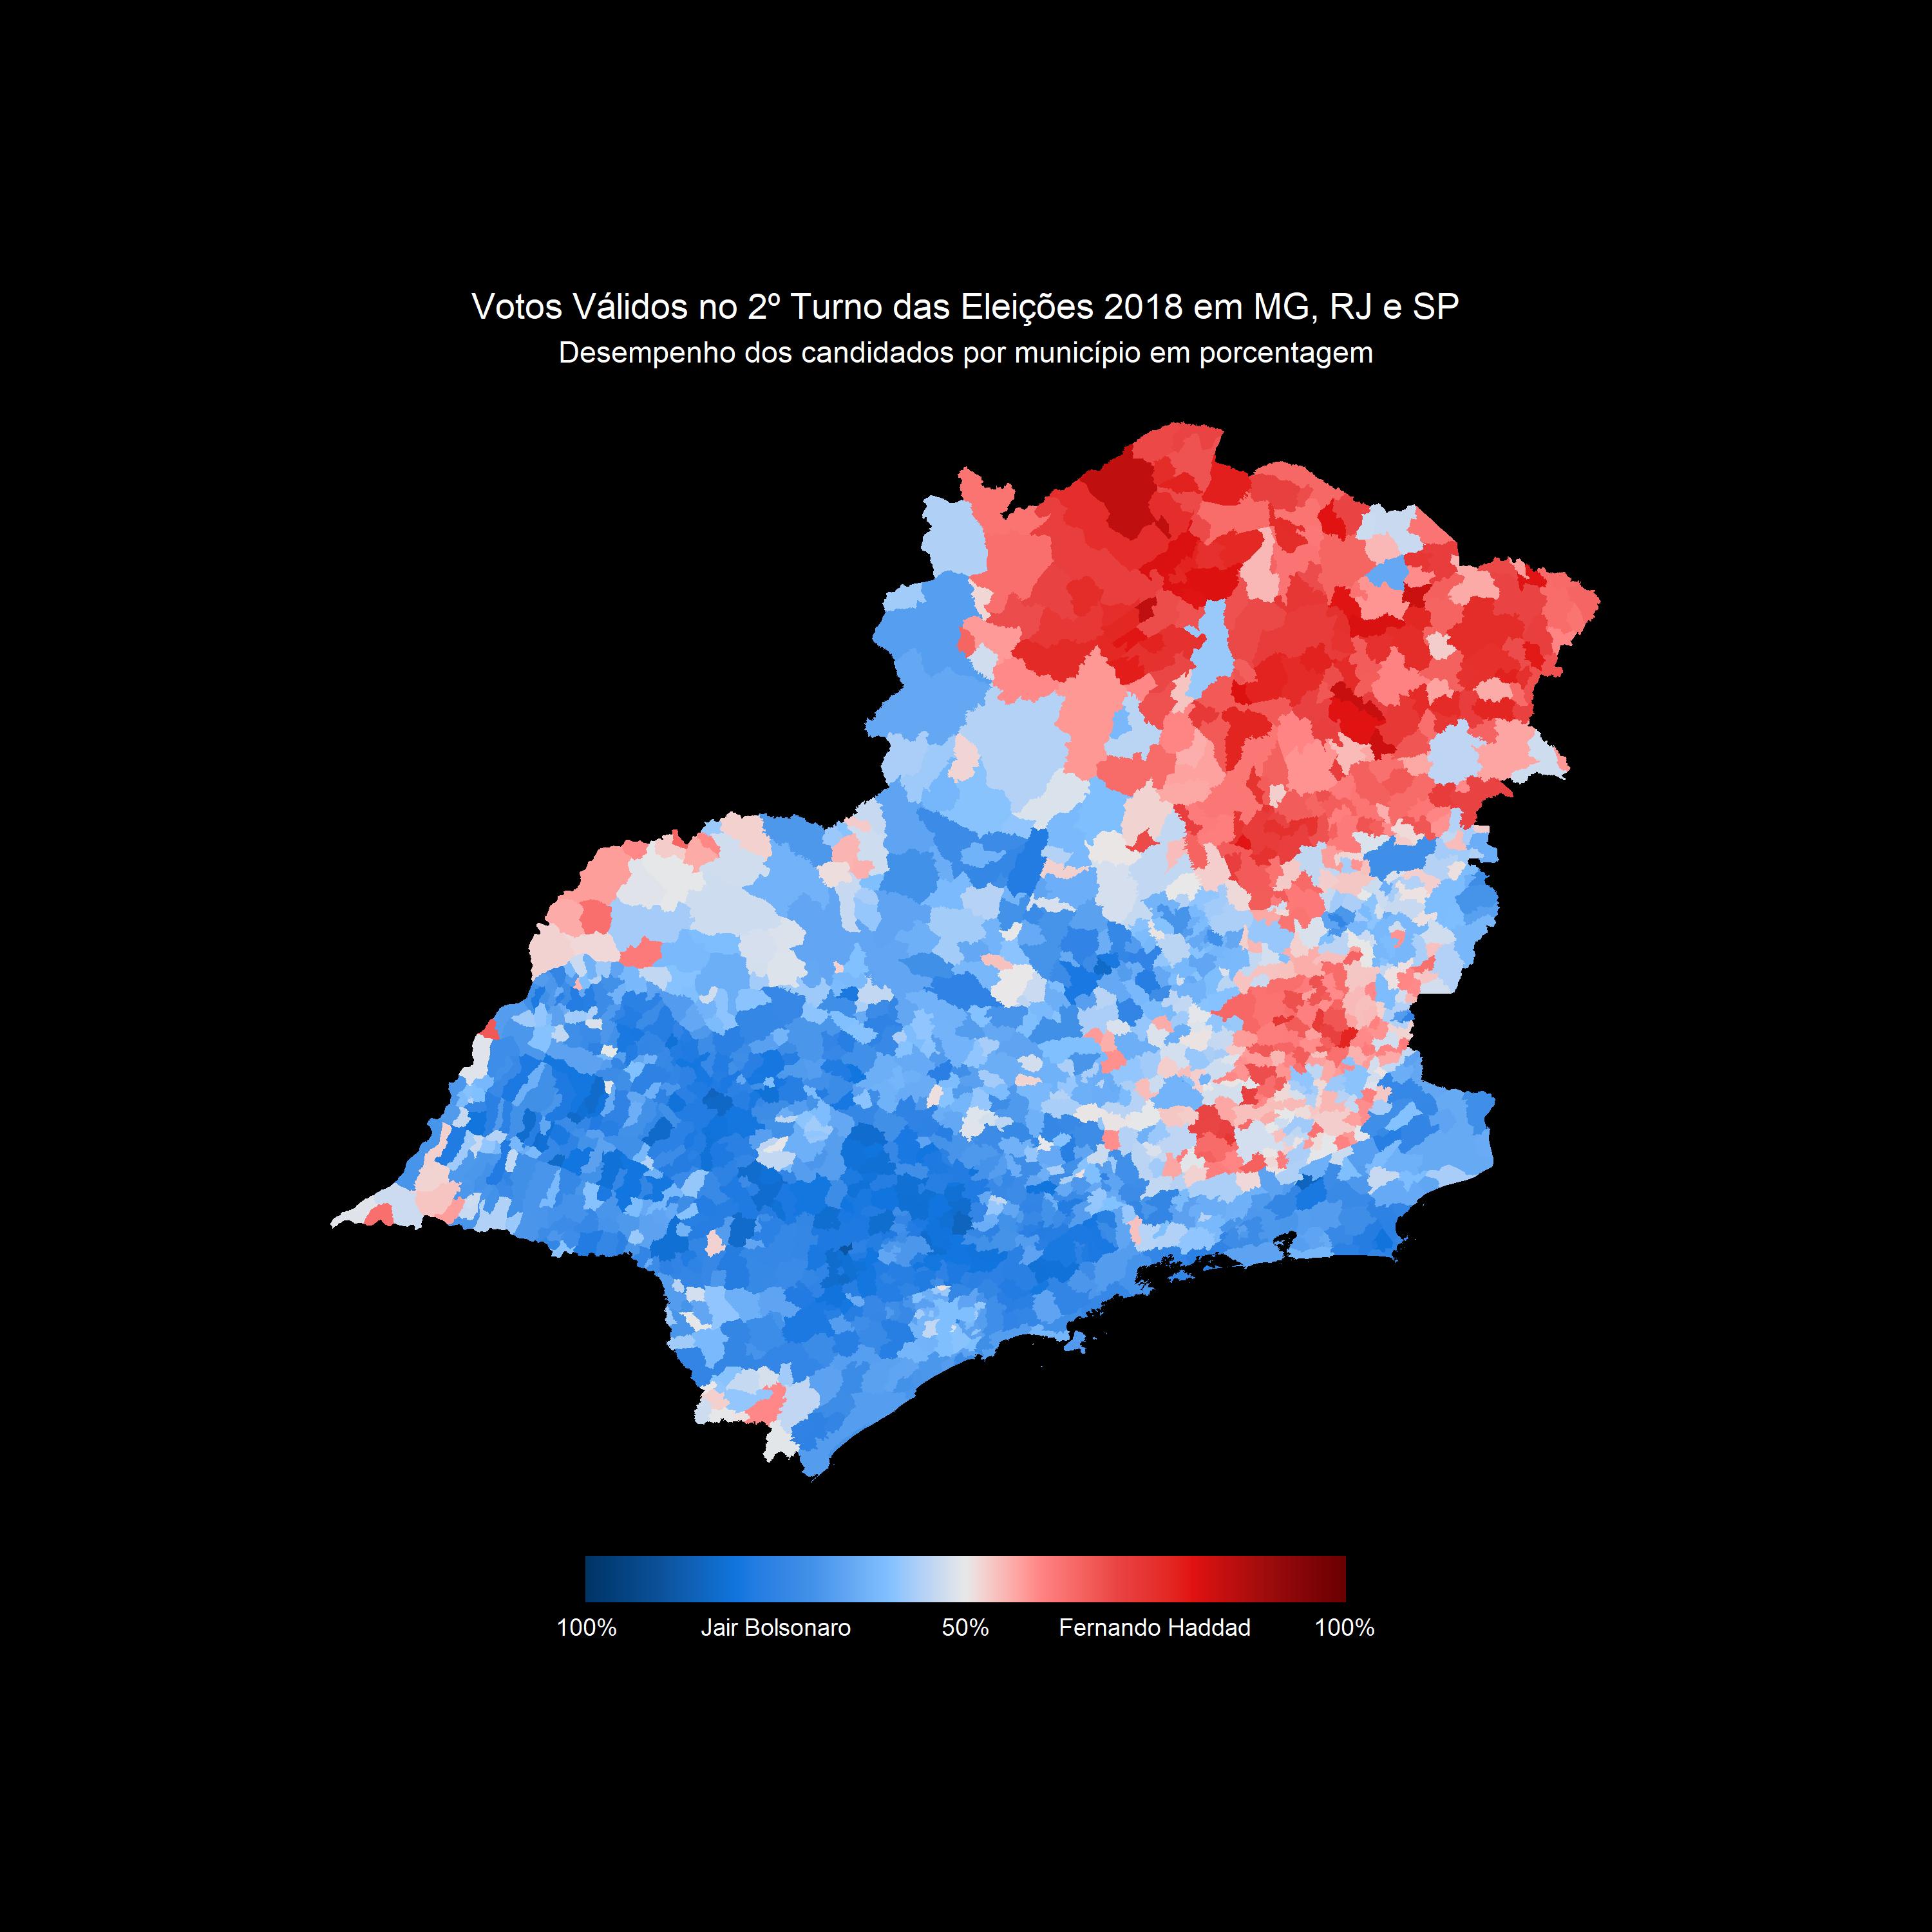 Votos Válidos no 2º Turno das Eleições 2018 em MG, RJ e SP
Desempenho dos candidados por município em porcentagem
100% Jair Bolsonaro 50% Fernando Haddad 100%